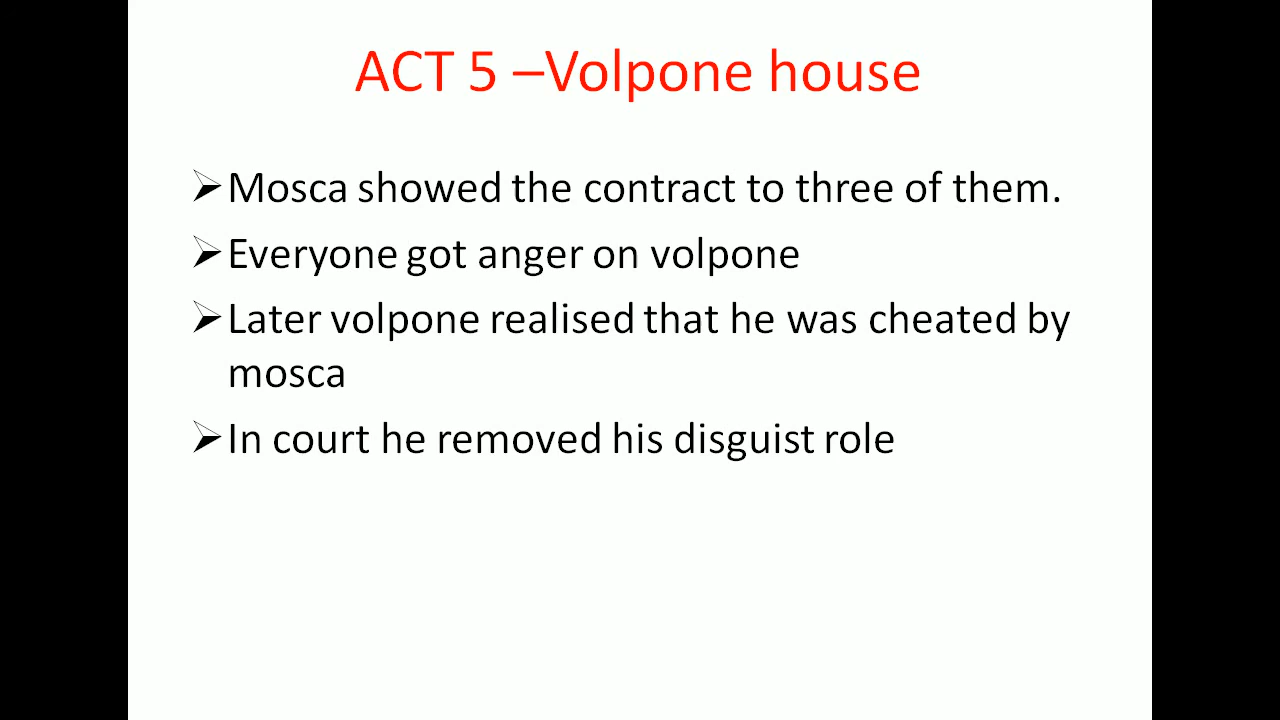 ACT 5 –Volpone house
➢Mosca showed the contract to three of them.
➢Everyone got anger on volpone
➢Later volpone realised that he was cheated by
mosca
➢In court he removed his disguist role